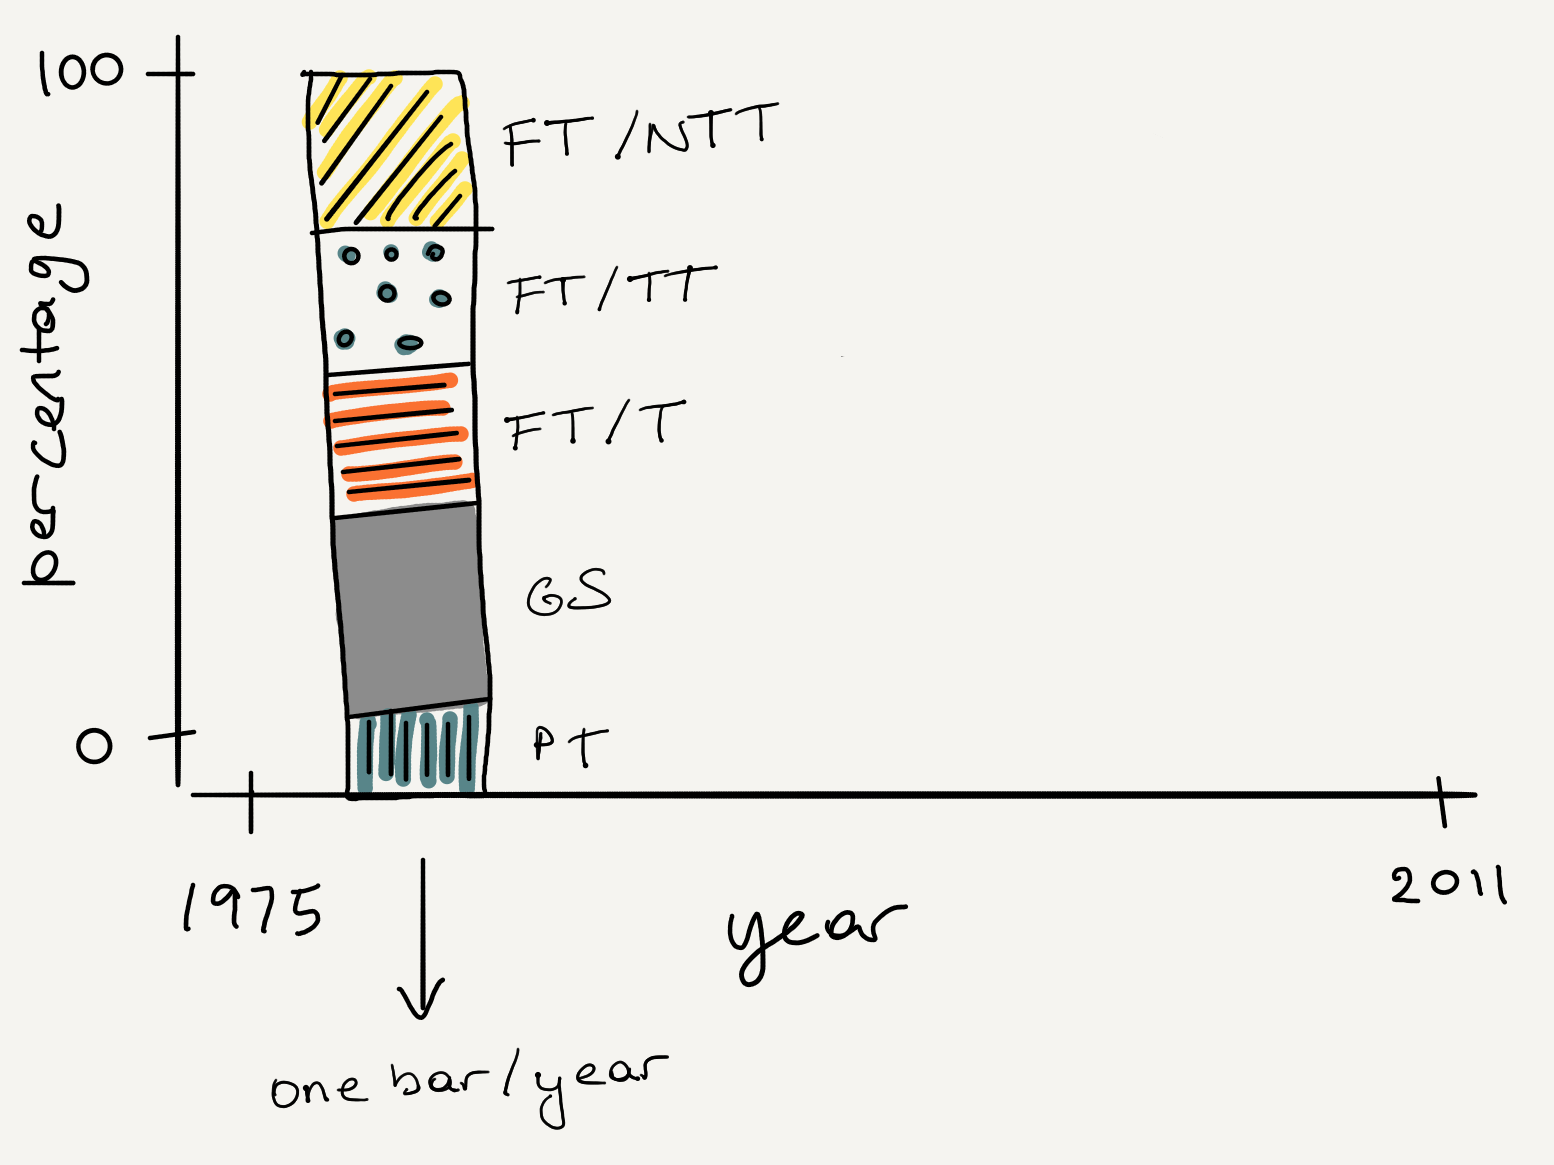 100
FT/NTT
percentage
FT/TT
FT/T
GS
PT
0
1975
2011
year
one bar/year